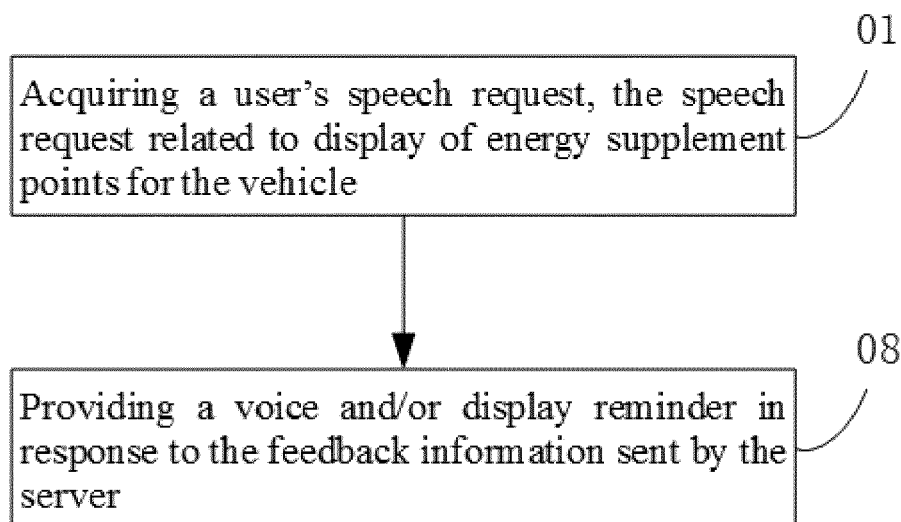 01
Acquiring a user's speech request, the speech
request related to display of energy supplement
points for the vehicle
08
Providing a voice and/or display reminder in
response to the feedback information sent by the
server